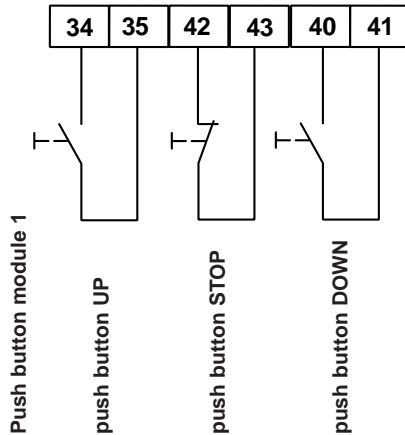 34 35 42 43 40 41
Push button module 1
push button UP
push button STOP
push button DOWN